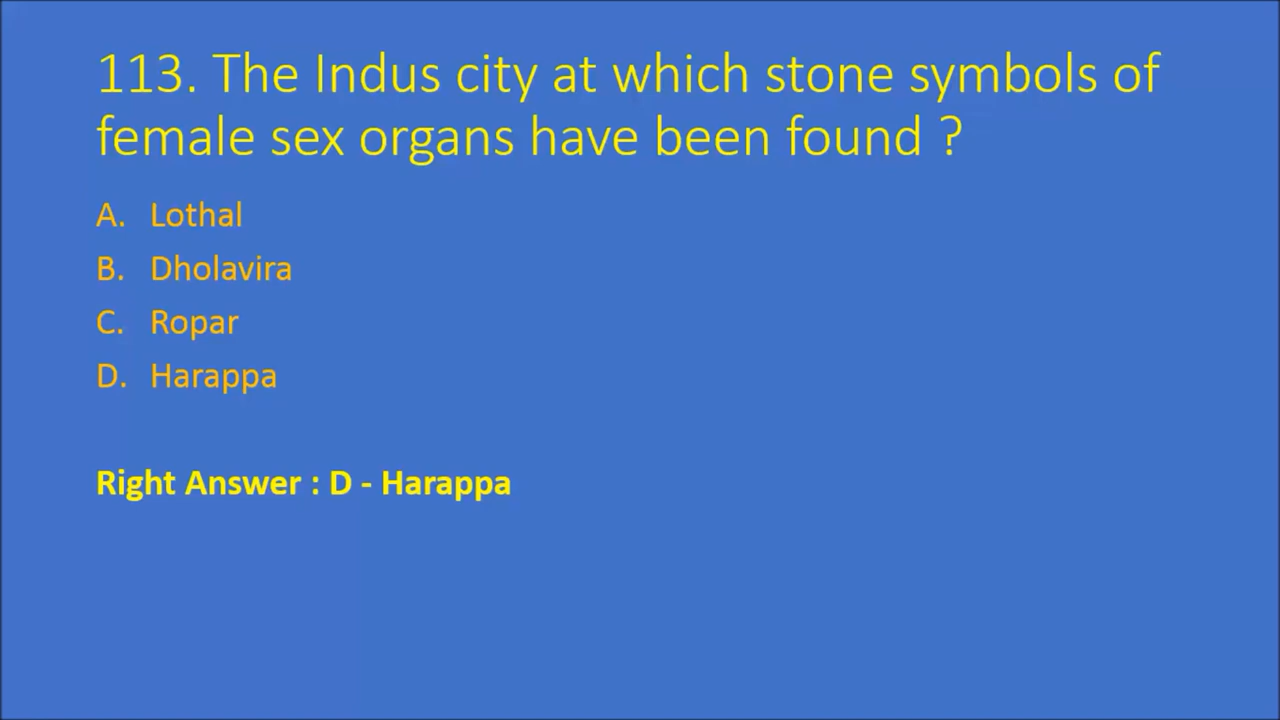 113. The Indus city at which stone symbols of
female sex organs have been found ?
A. Lothal
B. Dholavira
C. Ropar
D. Harappa
Right Answer : D - Harappa